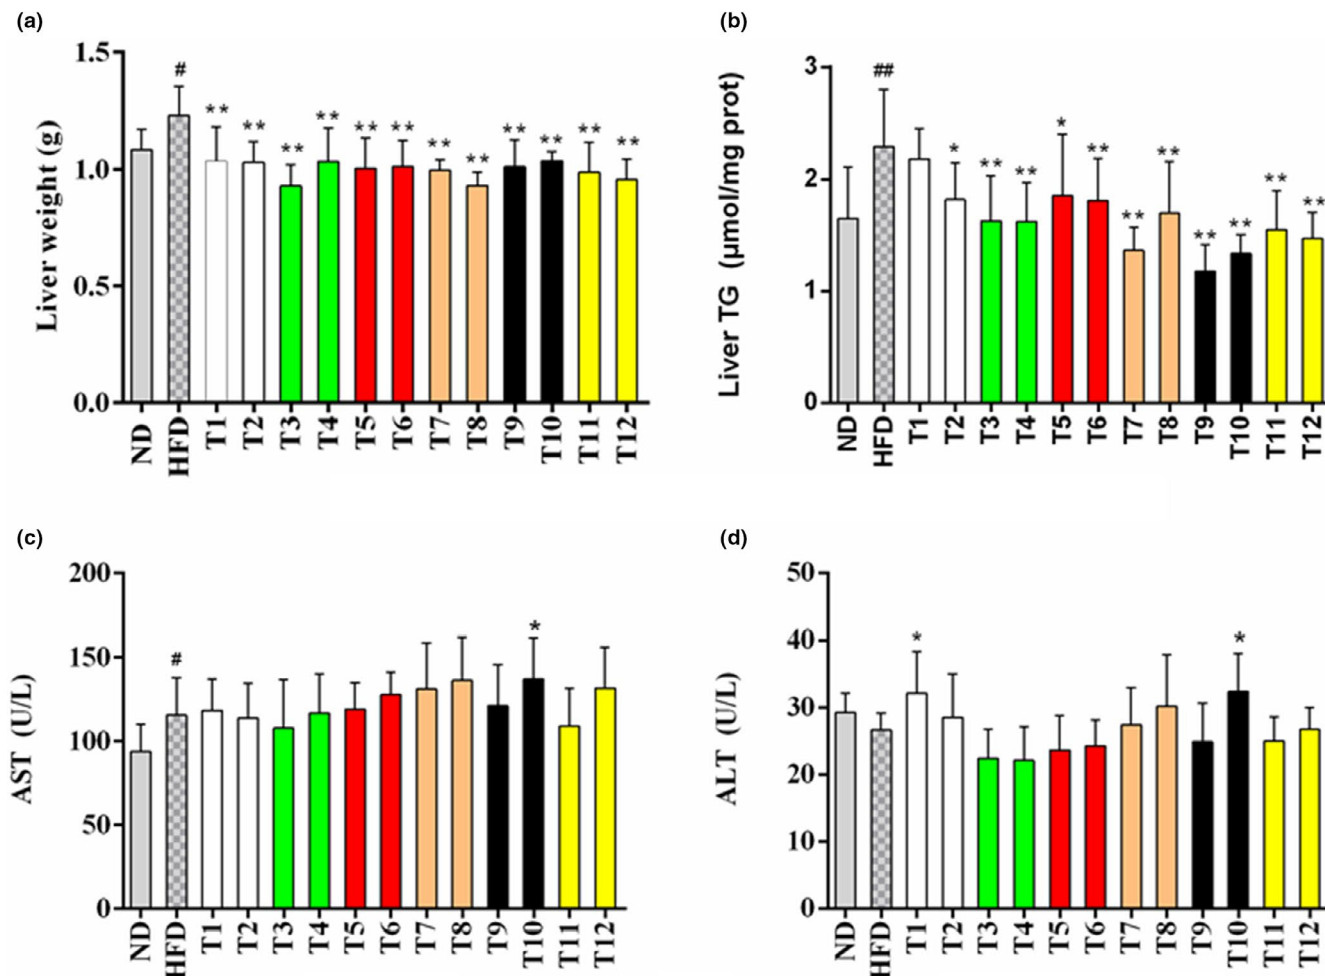 (a)
Liver weight (g)
1.5
1.0
0.5
0.0
#
** ** ** ** ** ** ** ** ** ** ** **
ND HFD T1 T2 T3 T4 T5 T6 T7 T8 T9 T10 T11 T12
(b)
Liver TG (μmol/mg prot)
3
2
1
0
##
* ** ** * ** ** ** ** ** ** **
ND HFD T1 T2 T3 T4 T5 T6 T7 T8 T9 T10 T11 T12
(c)
AST (U/L)
200
150
100
50
0
# *
ND HFD T1 T2 T3 T4 T5 T6 T7 T8 T9 T10 T11 T12
(d)
ALT (U/L)
50
40
30
20
10
0
* *
ND HFD T1 T2 T3 T4 T5 T6 T7 T8 T9 T10 T11 T12